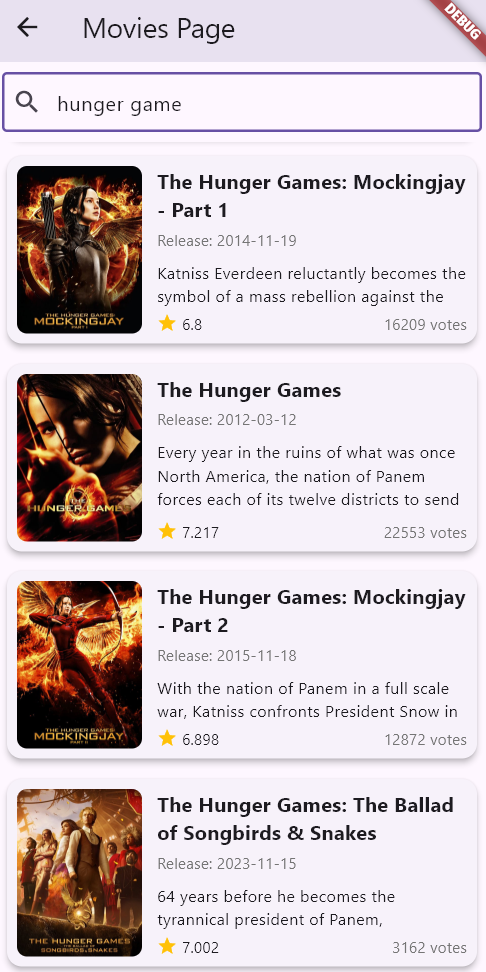 Movies Page
DEBUG
hunger game
The Hunger Games: Mockingjay
- Part 1
Release: 2014-11-19
Katniss Everdeen reluctantly becomes the
symbol of a mass rebellion against the
6.8
16209 votes
THE HUNGER GAMES
MOCKINGJAY
PART 1
The Hunger Games
Release: 2012-03-12
Every year in the ruins of what was once
North America, the nation of Panem
forces each of its twelve districts to send
7.217
22553 votes
THE
HUNGER GAMES
The Hunger Games: Mockingjay
- Part 2
Release: 2015-11-18
With the nation of Panem in a full scale
war, Katniss confronts President Snow in
6.898
12872 votes
THE HUNGER GAMES
MOCKINGJAY
PART II
The Hunger Games: The Ballad
of Songbirds & Snakes
Release: 2023-11-15
64 years before he becomes the
tyrannical president of Panem,
7.002
3162 votes
THE HUNGER GAMES
THE BALLAD OF
SONGBIRDS & SNAKES